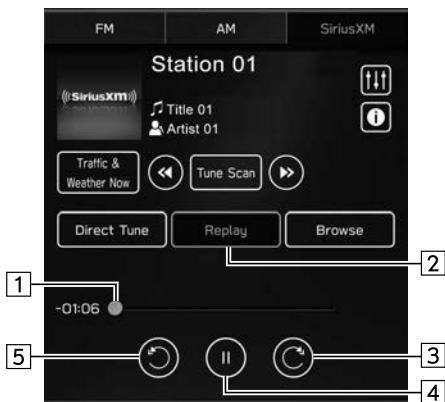 FM AM SiriusXM
Station 01
((SiriusXM))
Title 01
Artist 01
Traffic &
Weather Now
Tune Scan
Direct Tune Replay Browse
2
1
-01:06
5
3
4